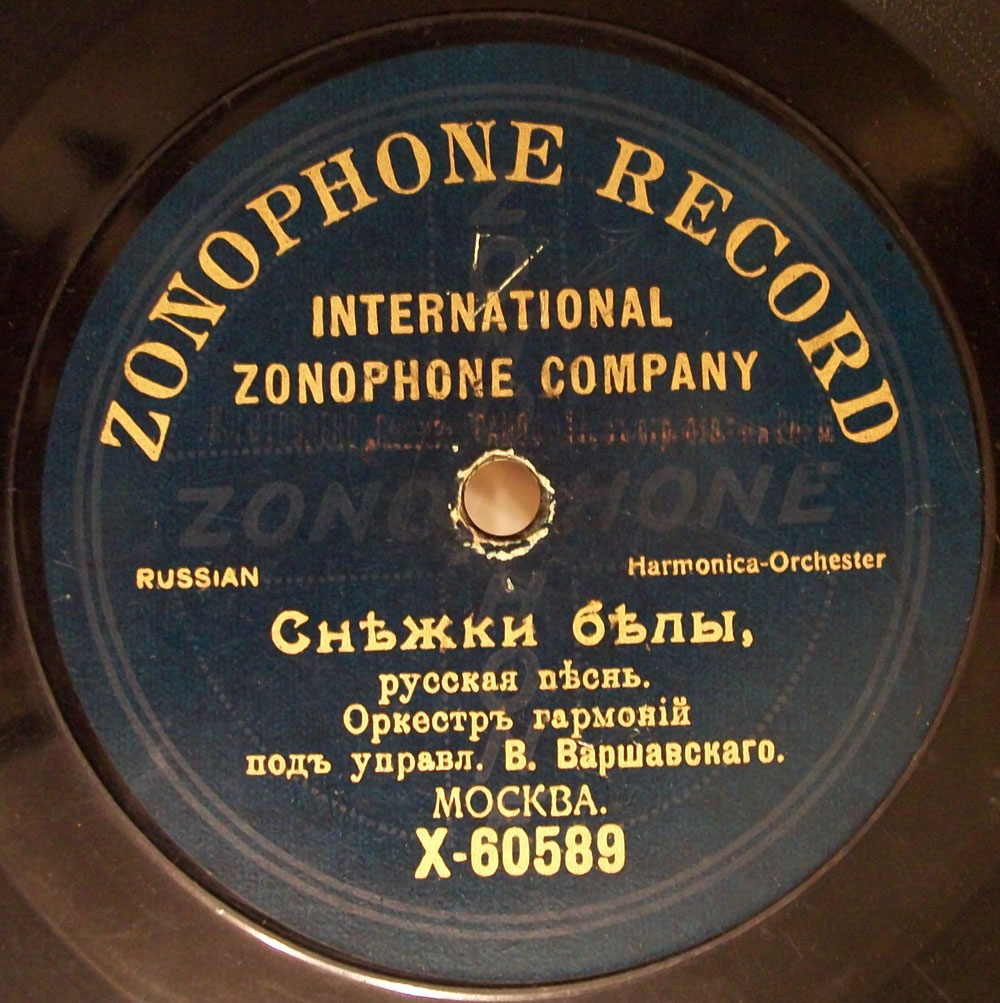 ZONOPHONE RECORD
INTERNATIONAL
ZONOPHONE COMPANY
ZONOPHONE
RUSSIAN
Harmonica-Orchester
Снѣжки бѣлы,
русская пѣснь.
Оркестръ гармоній
подъ управл. В. Варшавскаго.
МОСКВА.
X-60589